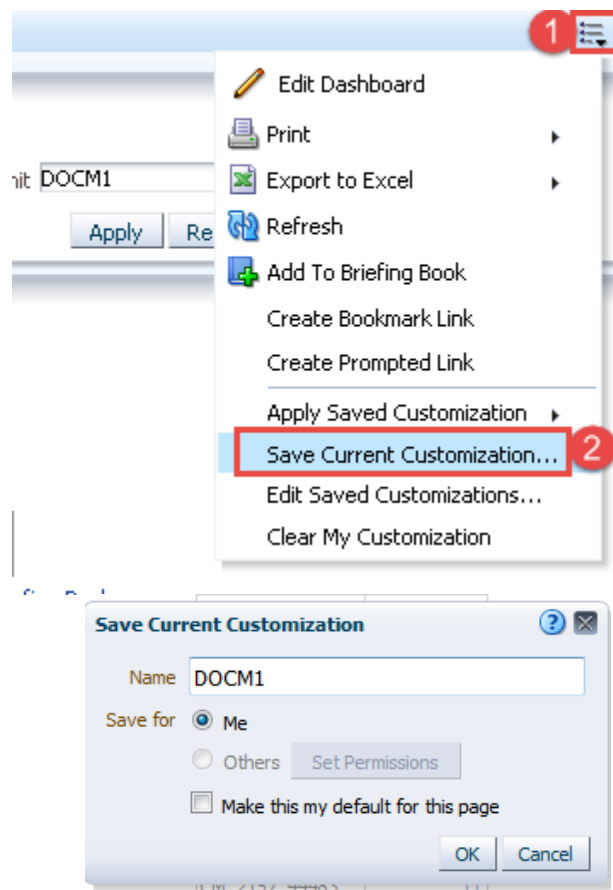 1
Edit Dashboard
Print
nit DOCM1
Export to Excel
Apply Re
Refresh
Add To Briefing Book
Create Bookmark Link
Create Prompted Link
Apply Saved Customization
Save Current Customization... 2
Edit Saved Customizations...
Clear My Customization
Save Current Customization
Name DOCM1
Save for Me
Others Set Permissions
Make this my default for this page
OK Cancel